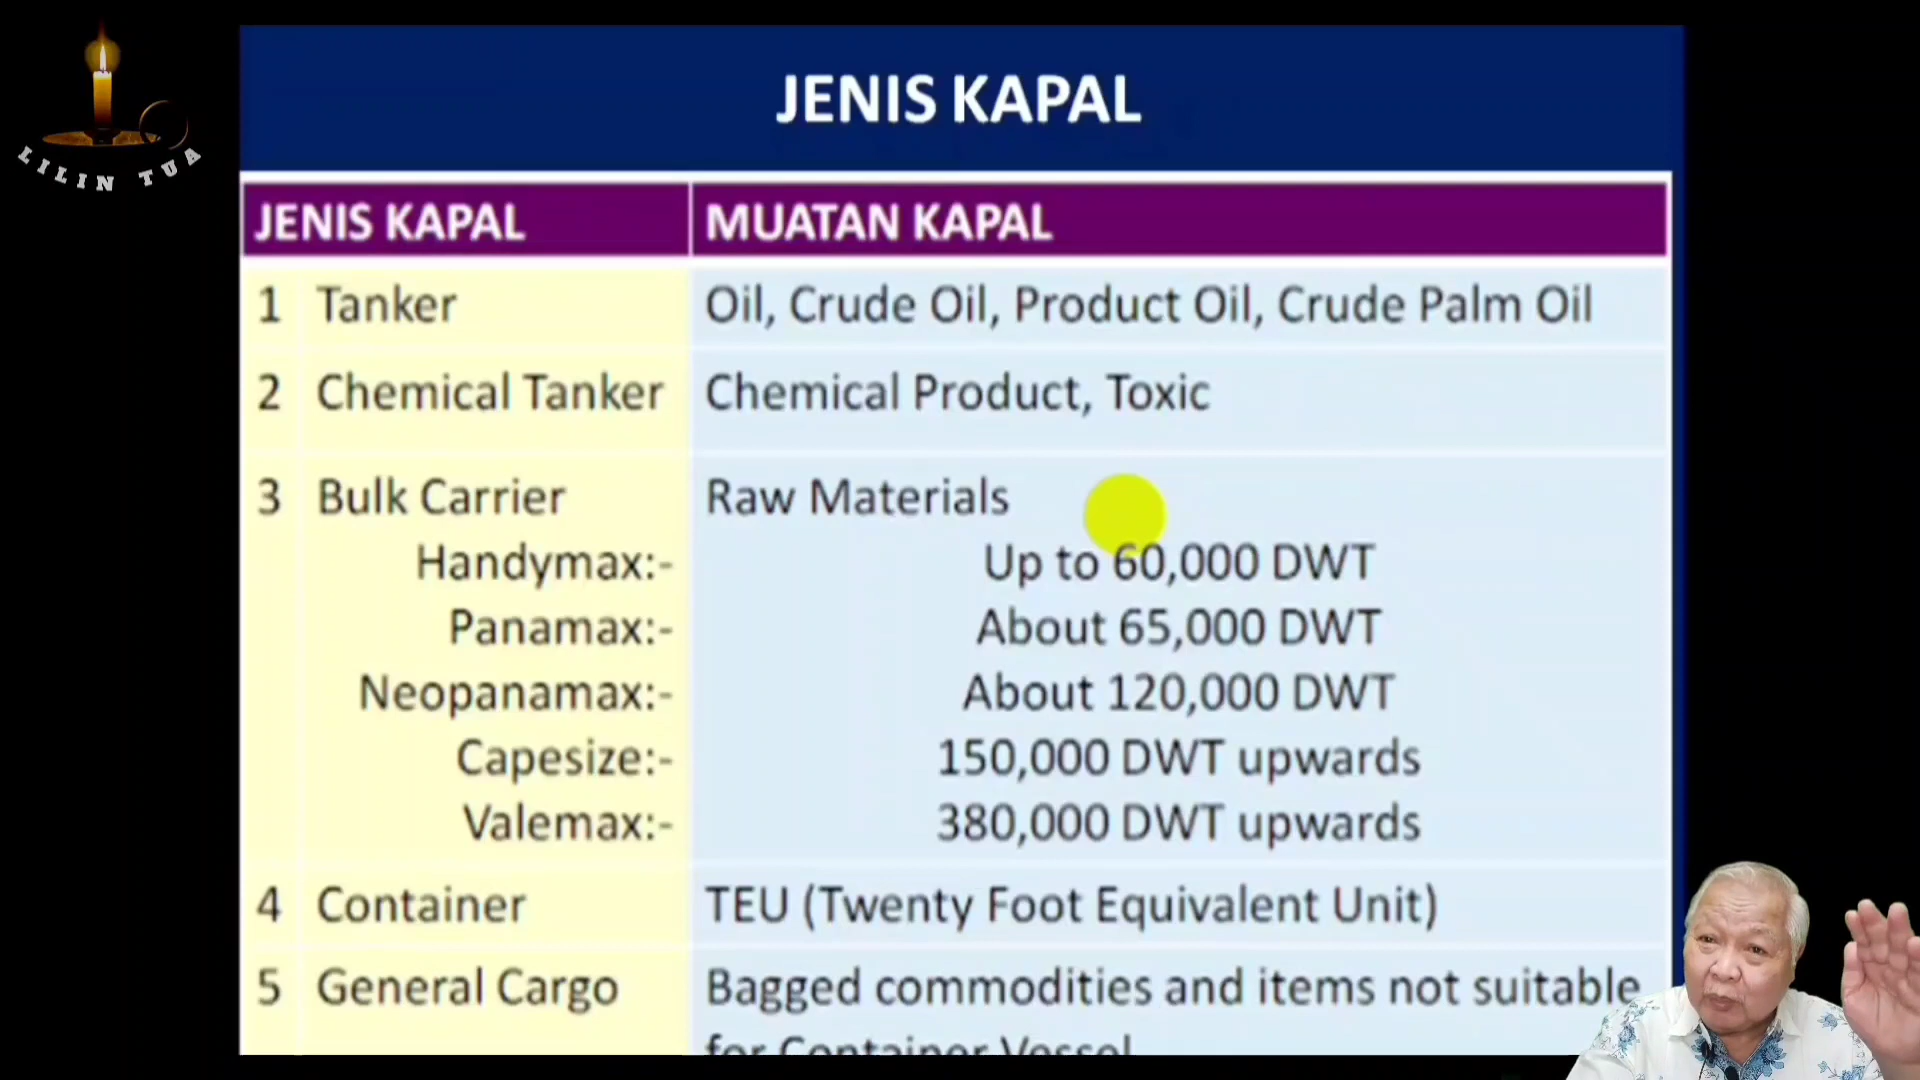 LILIN TUA
JENIS KAPAL
JENIS KAPAL MUATAN KAPAL
1 Tanker Oil, Crude Oil, Product Oil, Crude Palm Oil
2 Chemical Tanker Chemical Product, Toxic
3 Bulk Carrier Raw Materials
Handymax:- Up to 60,000 DWT
Panamax:- About 65,000 DWT
Neopanamax:- About 120,000 DWT
Capesize:- 150,000 DWT upwards
Valemax:- 380,000 DWT upwards
4 Container TEU (Twenty Foot Equivalent Unit)
5 General Cargo Bagged commodities and items not suitable
for Container Vessel